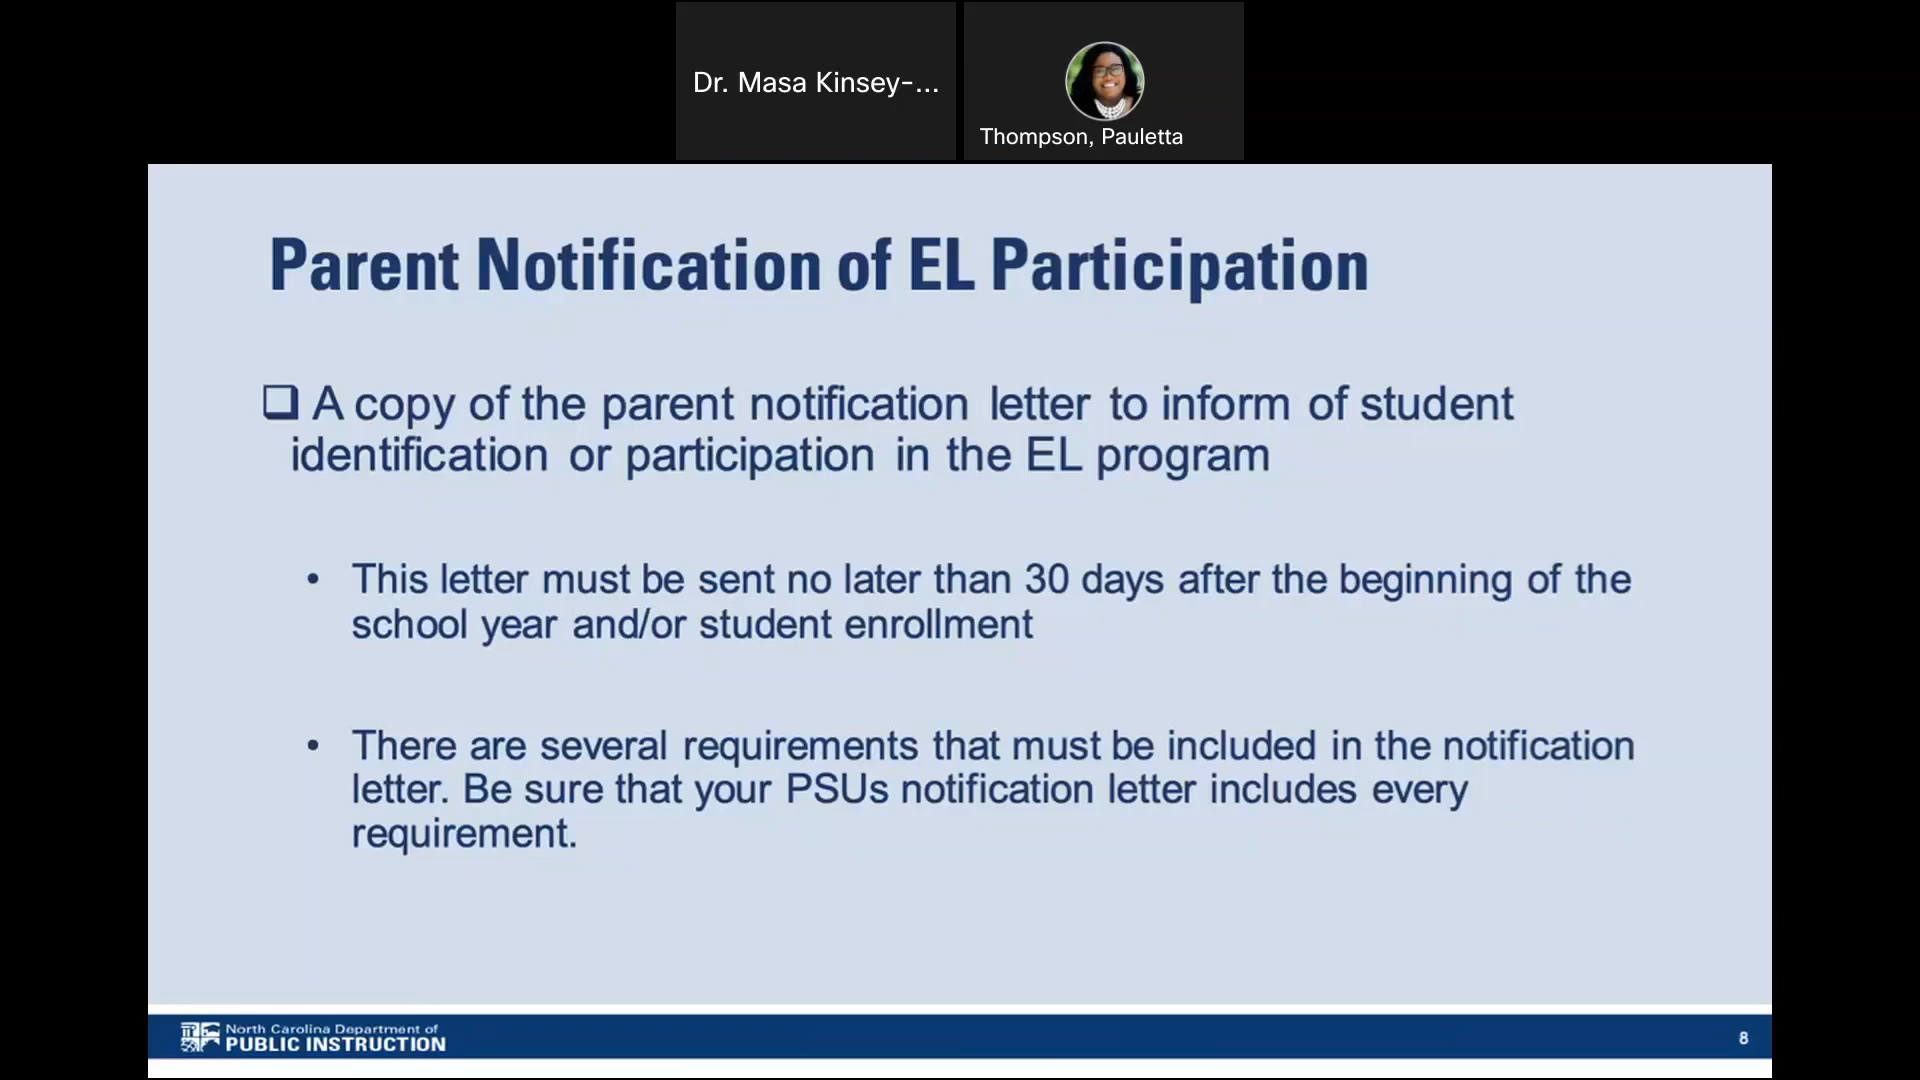 Dr. Masa Kinsey-...
Thompson, Pauletta
Parent Notification of EL Participation
❑ A copy of the parent notification letter to inform of student
identification or participation in the EL program
• This letter must be sent no later than 30 days after the beginning of the
school year and/or student enrollment
• There are several requirements that must be included in the notification
letter. Be sure that your PSUs notification letter includes every
requirement.
North Carolina Department of
PUBLIC INSTRUCTION
8